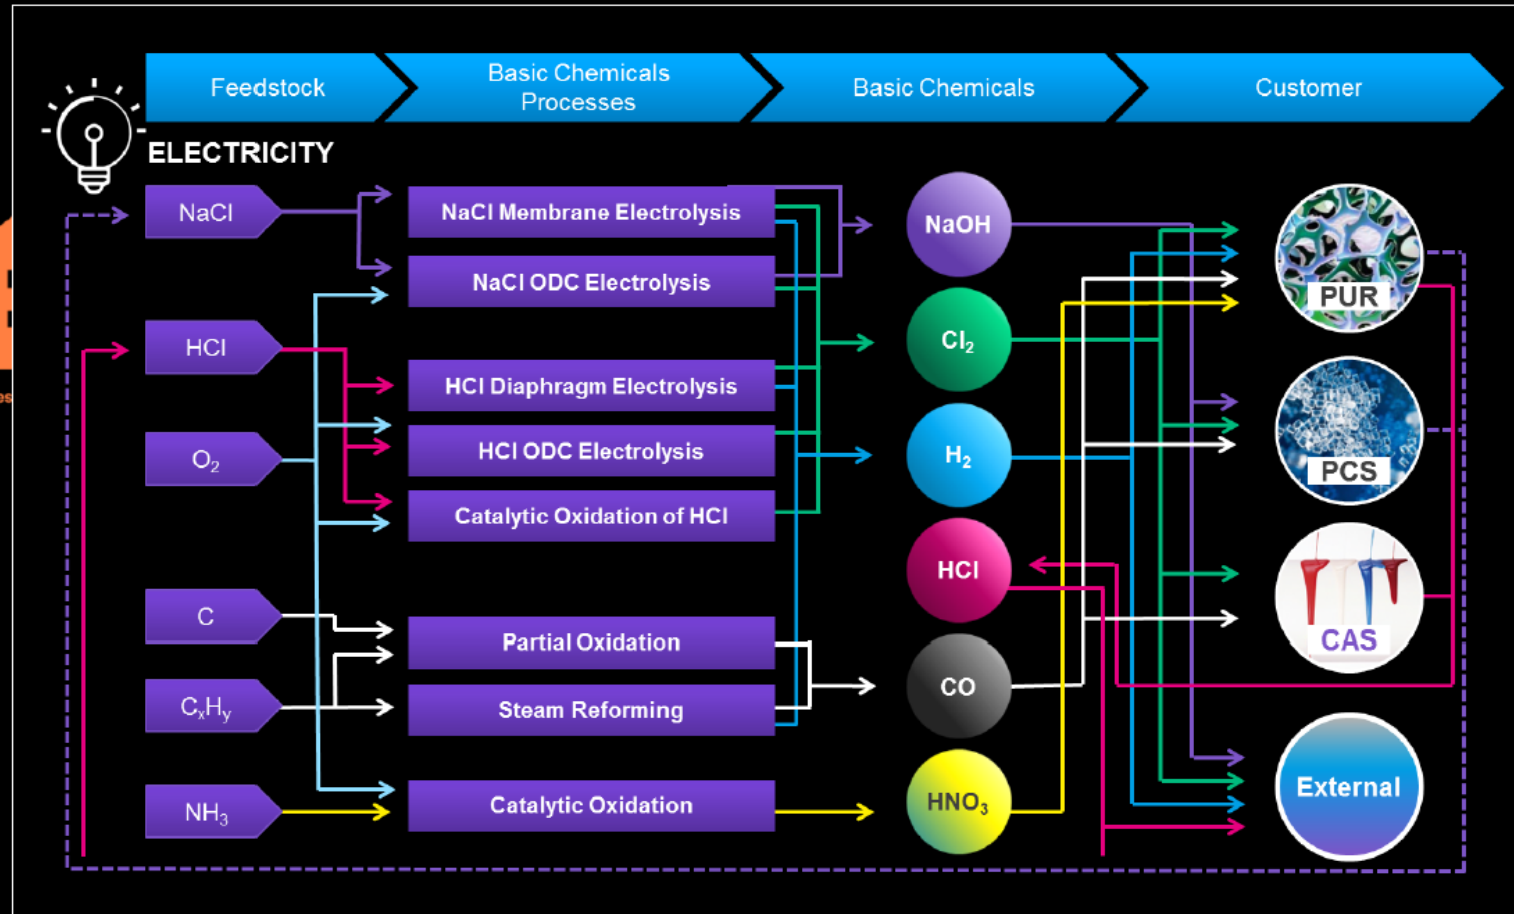 Feedstock
Basic Chemicals
Processes
Basic Chemicals
Customer
ELECTRICITY
NaCl
NaCl Membrane Electrolysis
NaOH
NaCl ODC Electrolysis
PUR
HCl
Cl₂
HCl Diaphragm Electrolysis
O₂
HCl ODC Electrolysis
H₂
PCS
Catalytic Oxidation of HCl
HCl
C
Partial Oxidation
CAS
CₓHᵧ
Steam Reforming
CO
NH₃
Catalytic Oxidation
HNO₃
External